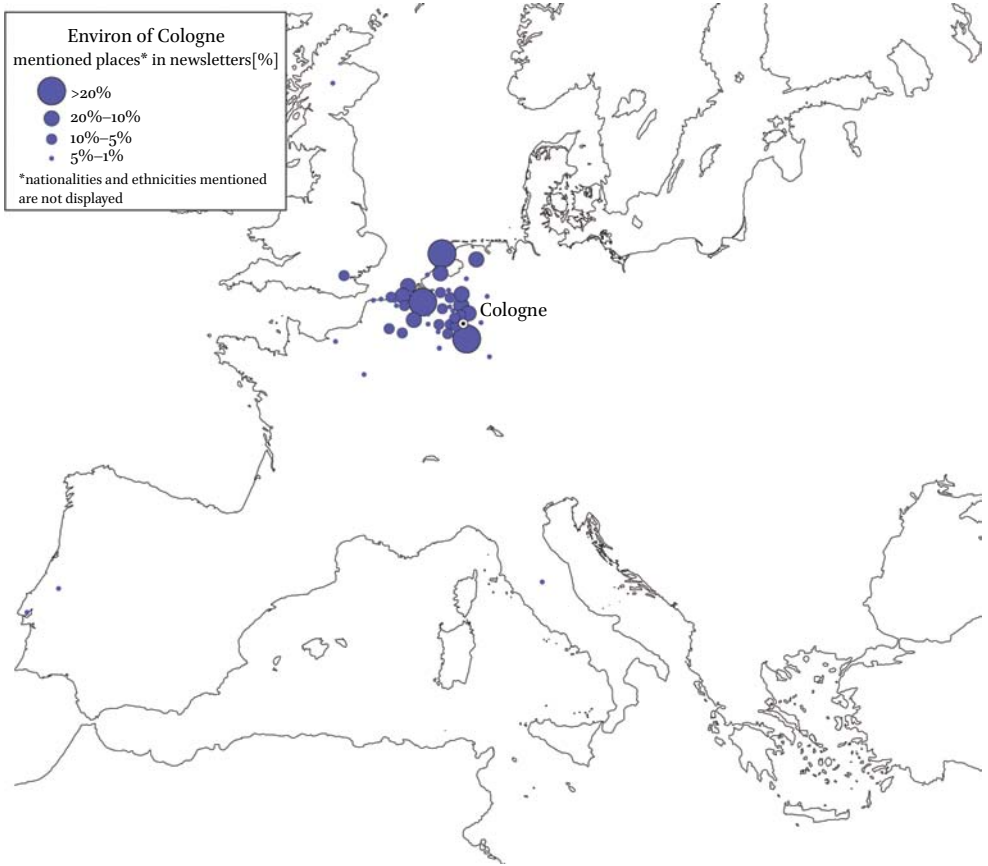 Environ of Cologne
mentioned places* in newsletters[%]
>20%
20%–10%
10%–5%
5%–1%
*nationalities and ethnicities mentioned
are not displayed
Cologne